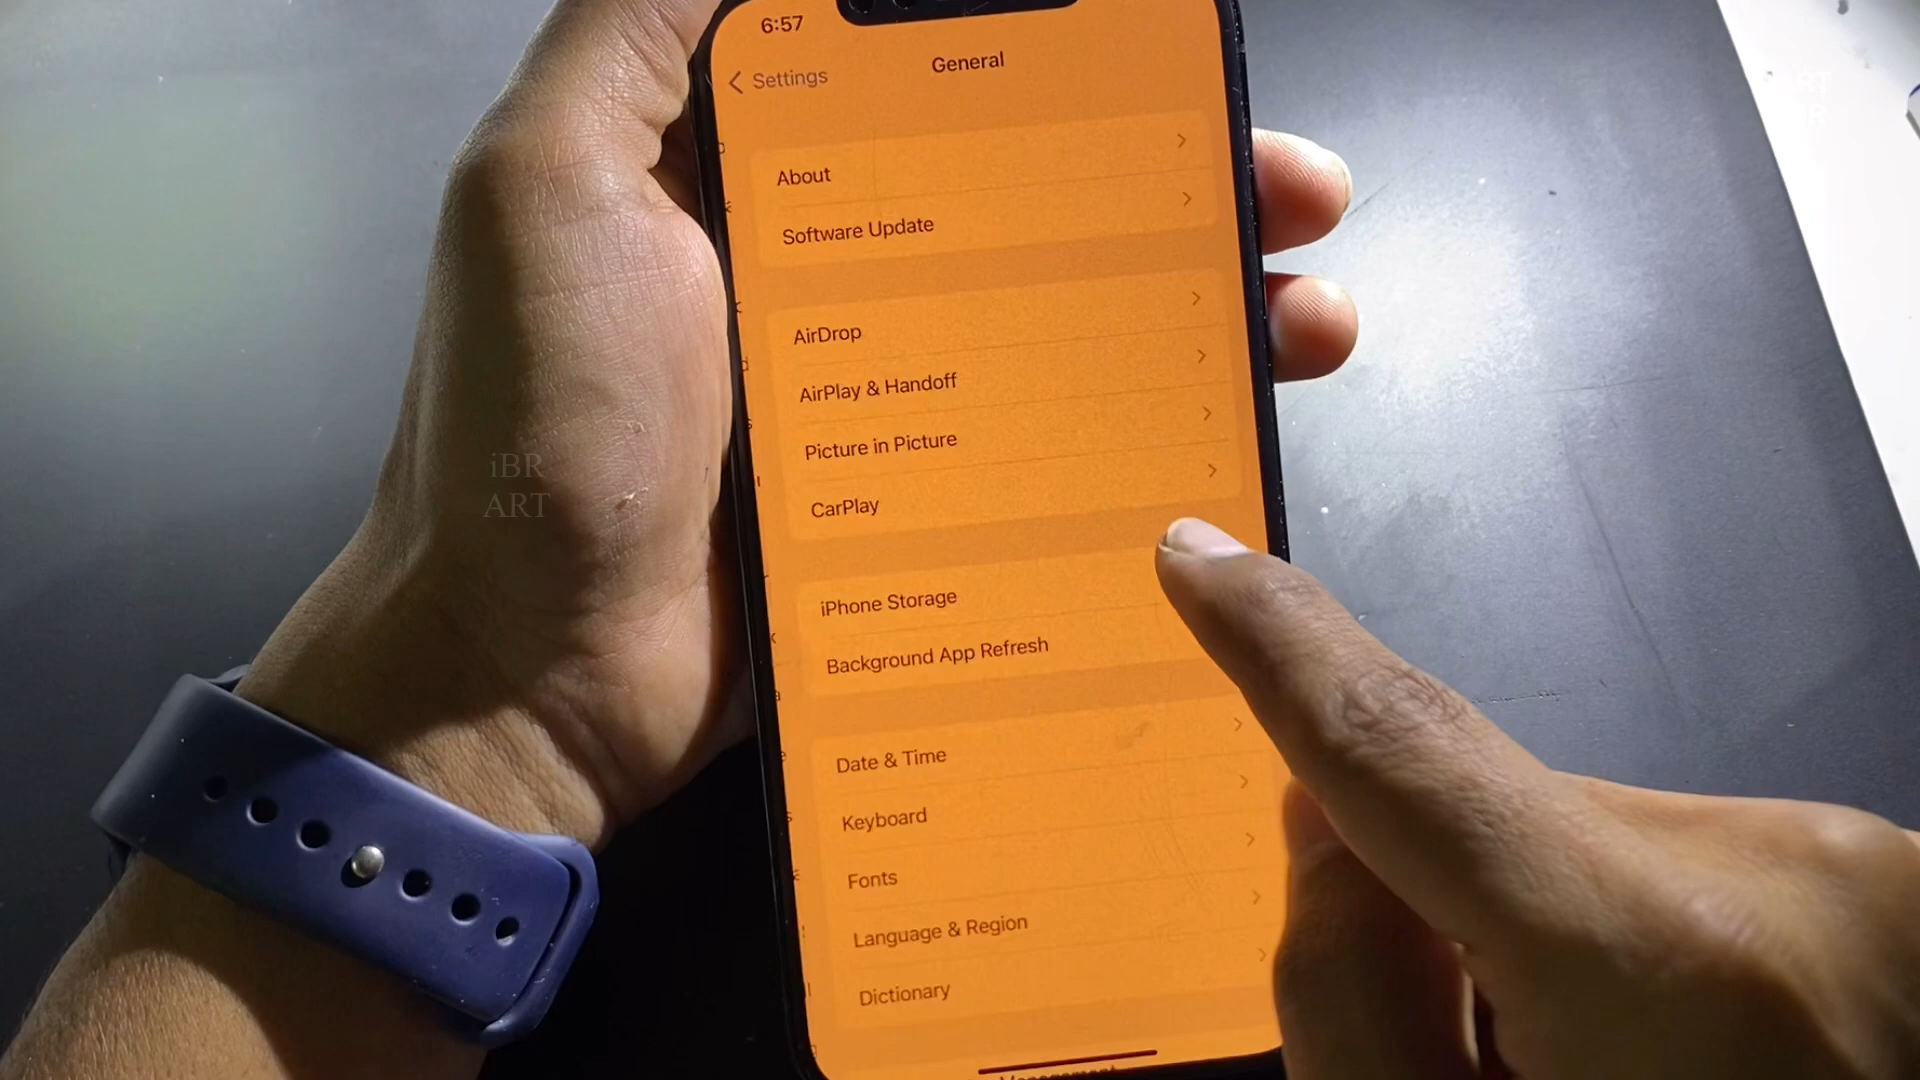 6:57
Settings
General
About
Software Update
AirDrop
AirPlay & Handoff
Picture in Picture
CarPlay
iPhone Storage
Background App Refresh
Date & Time
Keyboard
Fonts
Language & Region
Dictionary
iBR
ART